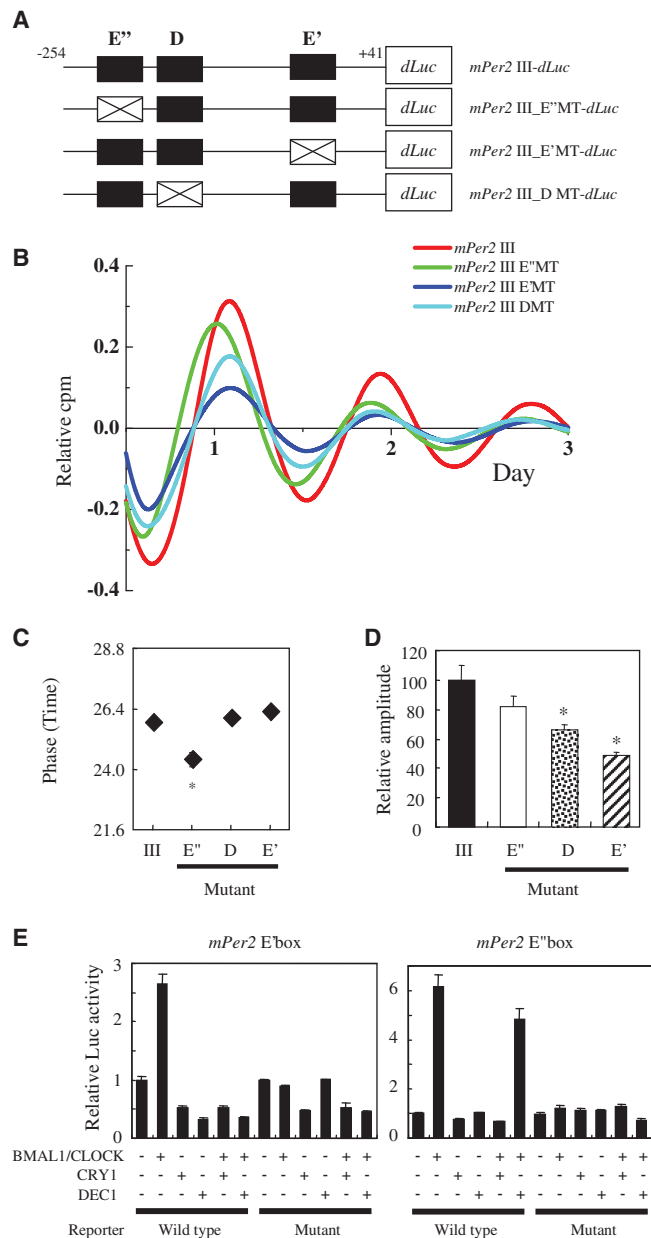 A
E” D E’
-254 +41
dLuc mPer2 III-dLuc
dLuc mPer2 III_E”MT-dLuc
dLuc mPer2 III_E’MT-dLuc
dLuc mPer2 III_D MT-dLuc
B
mPer2 III
mPer2 III E"MT
mPer2 III E'MT
mPer2 III DMT
Relative cpm
0.4
0.2
0.0
-0.2
-0.4
1 2 3
Day
C
Phase (Time)
28.8
26.4
24.0
21.6
*
III E" D E'
Mutant
D
Relative amplitude
120
100
80
60
40
20
0
* *
III E" D E’
Mutant
E
mPer2 E'box
mPer2 E"box
Relative Luc activity
3
2
1
0
6
4
2
0
BMAL1/CLOCK - + - - + + - + - - + + - + - - + + - + - - + +
CRY1 - - + - + - - - + - + - - - + - + - - - + - + -
DEC1 - - - + - + - - - + - + - - - + - + - - - + - +
Reporter Wild type Mutant Wild type Mutant